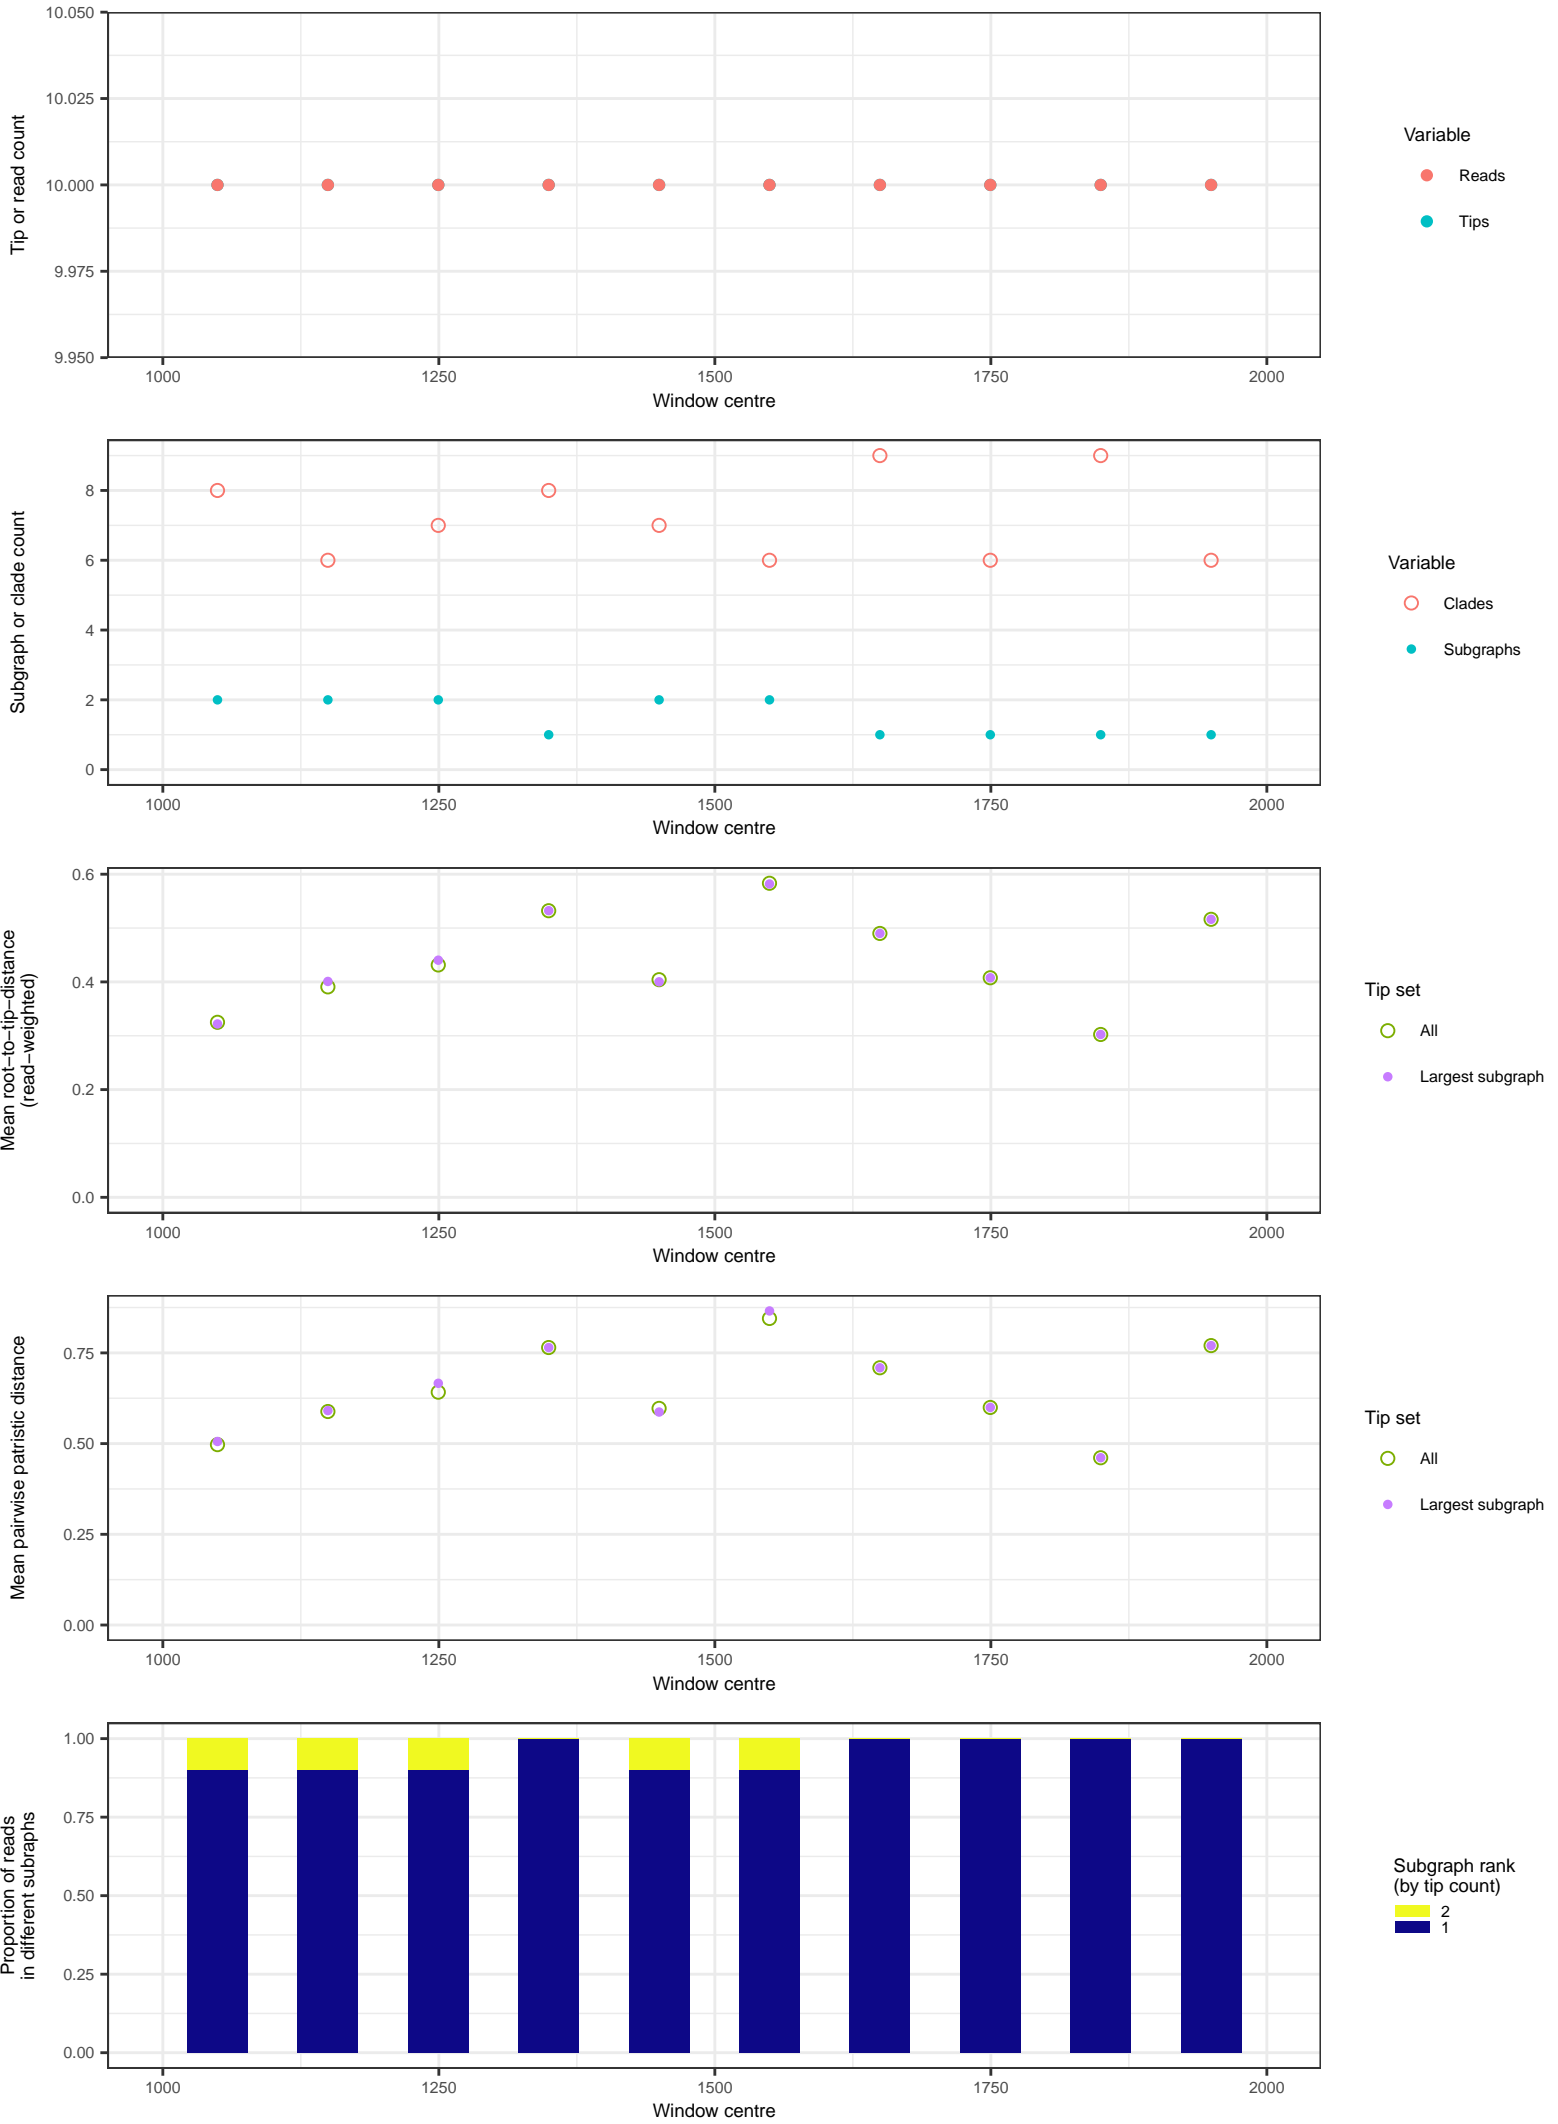 10.050
10.025
10.000
9.975
9.950
Tip or read count
1000 1250 1500 1750 2000
Window centre
Variable
Reads
Tips
8
6
4
2
0
Subgraph or clade count
1000 1250 1500 1750 2000
Window centre
Variable
Clades
Subgraphs
0.6
0.4
0.2
0.0
Mean root−to−tip−distance
(read−weighted)
1000 1250 1500 1750 2000
Window centre
Tip set
All
Largest subgraph
0.75
0.50
0.25
0.00
Mean pairwise patristic distance
1000 1250 1500 1750 2000
Window centre
Tip set
All
Largest subgraph
1.00
0.75
0.50
0.25
0.00
Proportion of reads
in different subraphs
1000 1250 1500 1750 2000
Window centre
Subgraph rank
(by tip count)
2
1